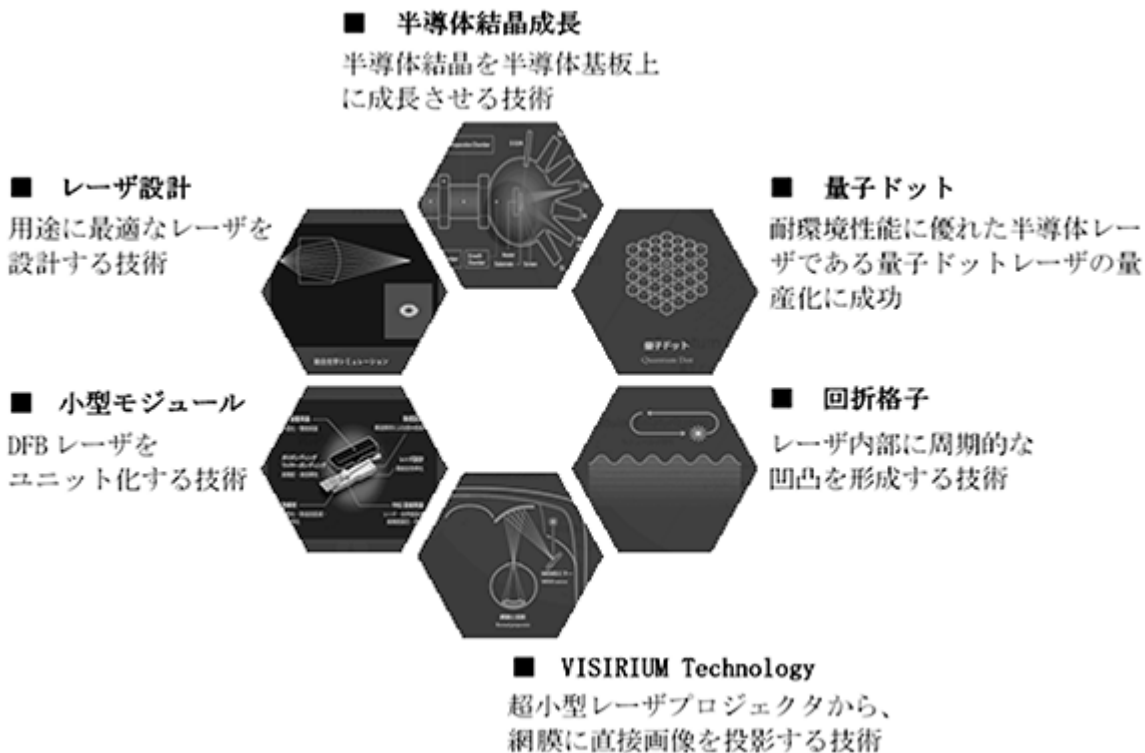 ■ 半導体結晶成長
半導体結晶を半導体基板上
に成長させる技術
■ レーザ設計
用途に最適なレーザを
設計する技術
■ 量子ドット
耐環境性能に優れた半導体レー
ザである量子ドットレーザの量
産化に成功
量子ドット
Quantum Dot
■ 小型モジュール
DFBレーザを
ユニット化する技術
レーザ設計
■ 回折格子
レーザ内部に周期的な
凹凸を形成する技術
■ VISIRIUM Technology
超小型レーザプロジェクタから、
網膜に直接画像を投影する技術